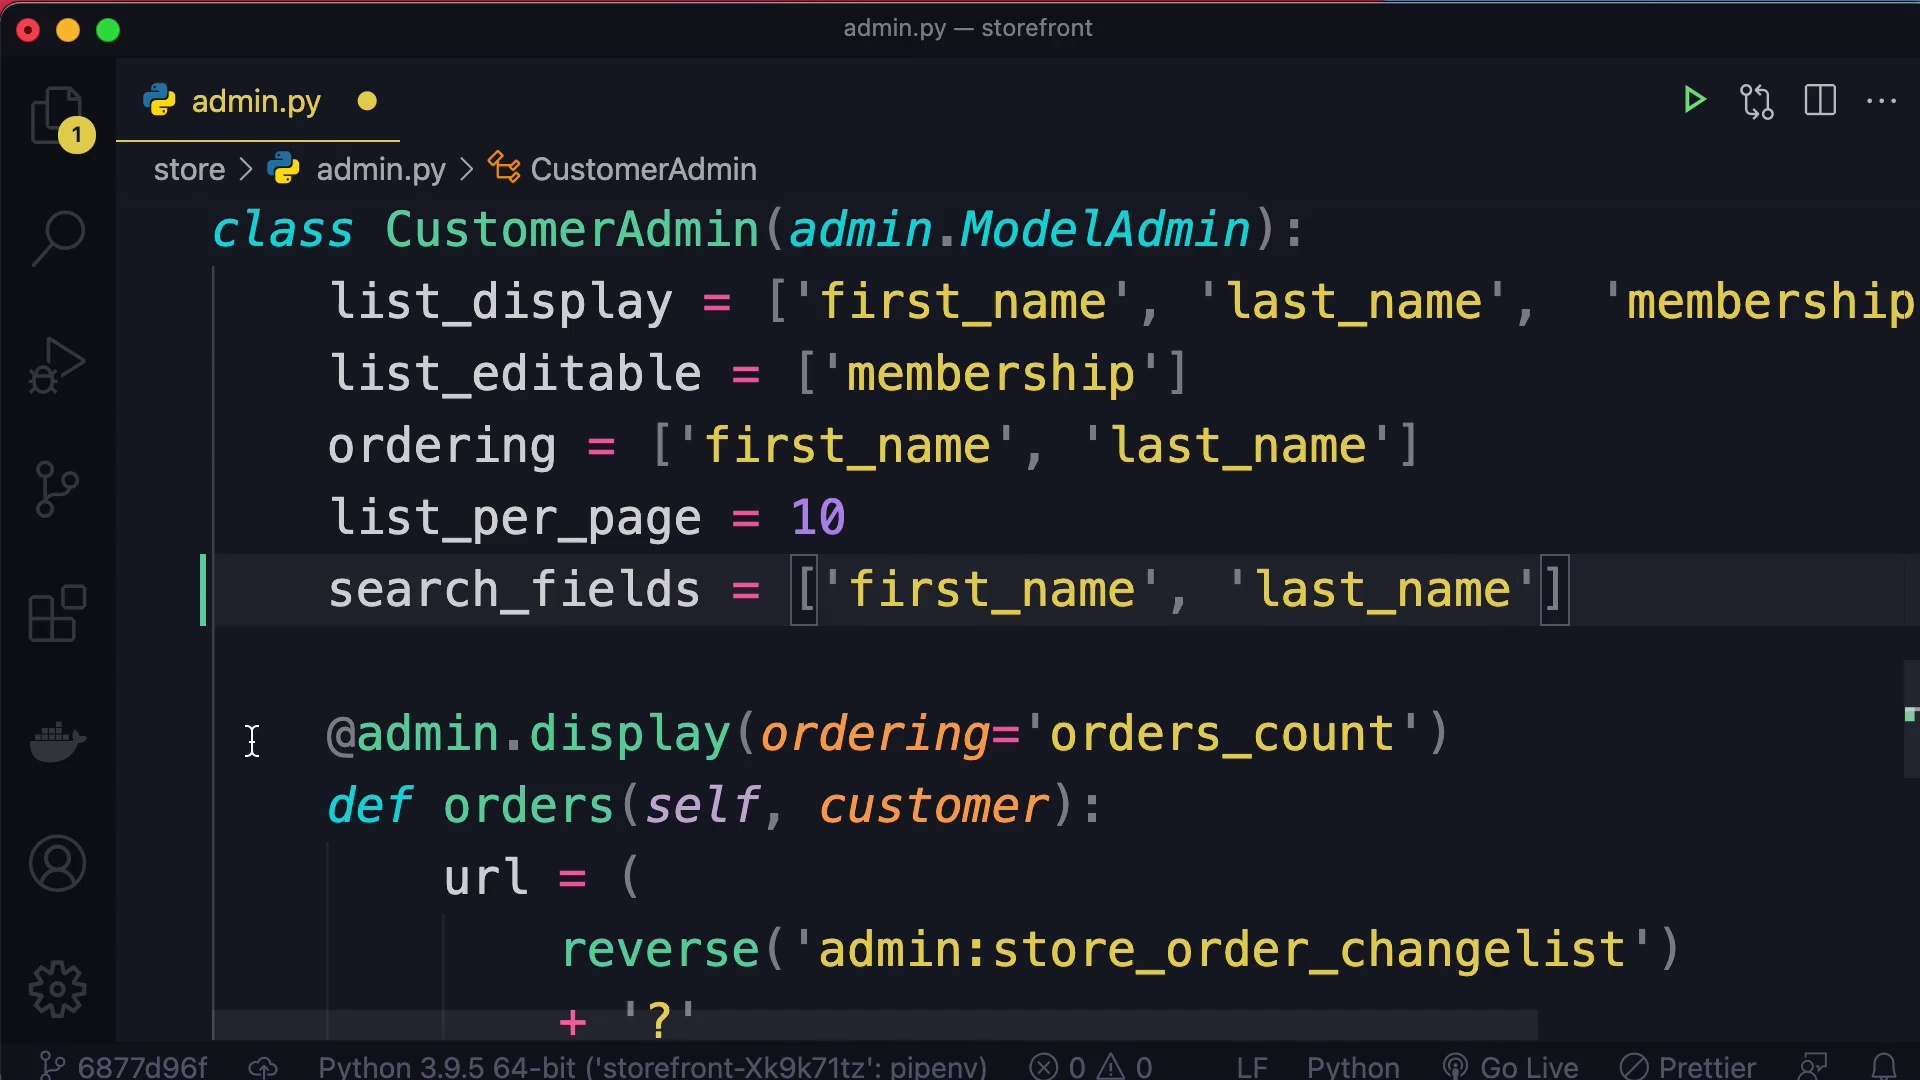 admin.py — storefront
admin.py
1
store > admin.py > CustomerAdmin
class CustomerAdmin(admin.ModelAdmin):
list_display = ['first_name', 'last_name',  'membership
list_editable = ['membership']
ordering = ['first_name', 'last_name']
list_per_page = 10
search_fields = ['first_name', 'last_name']
@admin.display(ordering='orders_count')
def orders(self, customer):
url = (
reverse('admin:store_order_changelist')
+ '?'
6877d96f Python 3.9.5 64-bit ('storefront-Xk9k71tz': pipenv) 0 0 LF Python Go Live Prettier